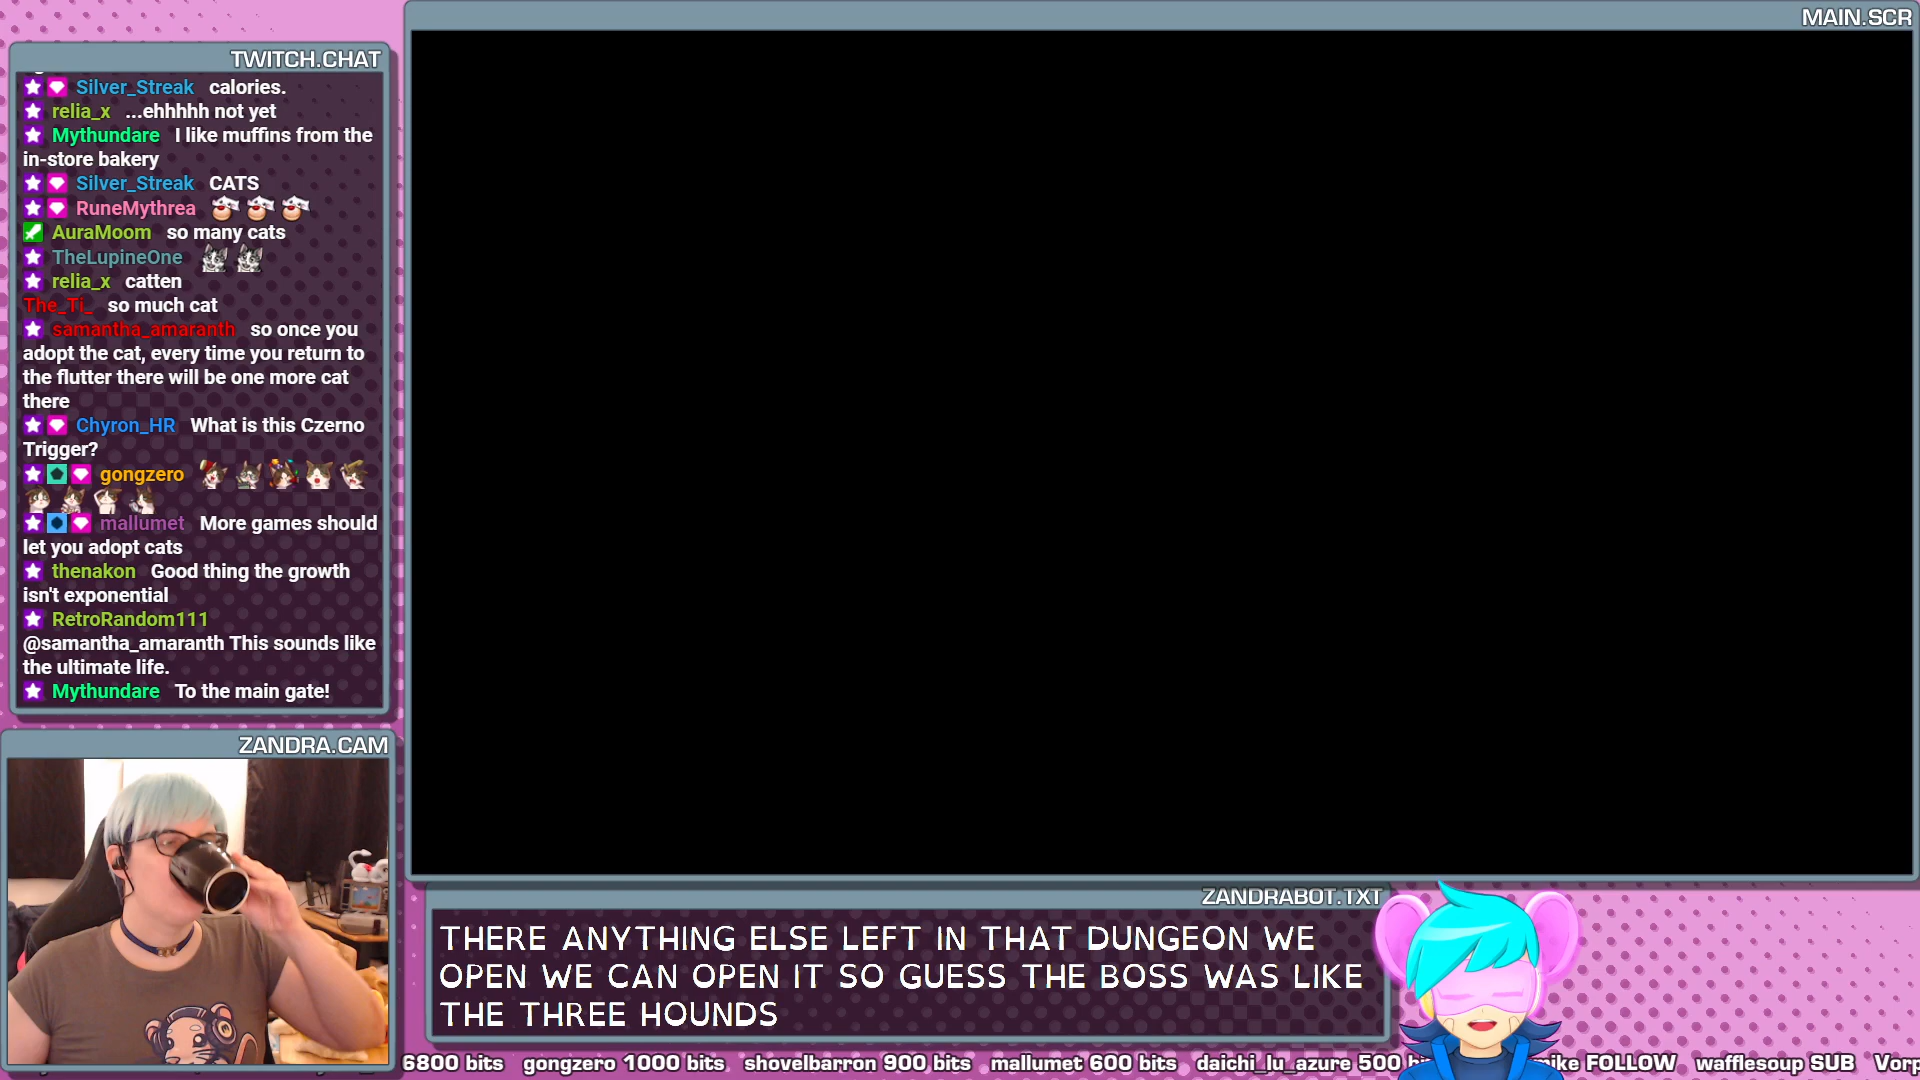 MAIN.SCR
TWITCH.CHAT
Silver_Streak calories.
relia_x ...ehhhhh not yet
Mythundare I like muffins from the
in-store bakery
Silver_Streak CATS
RuneMythrea
AuraMoom so many cats
TheLupineOne
relia_x catten
The_Ti_ so much cat
samantha_amaranth so once you
adopt the cat, every time you return to
the flutter there will be one more cat
there
Chyron_HR What is this Czerno
Trigger?
gongzero
mallumet More games should
let you adopt cats
thenakon Good thing the growth
isn't exponential
RetroRandom111
@samantha_amaranth This sounds like
the ultimate life.
Mythundare To the main gate!
ZANDRA.CAM
ZANDRABOT.TXT
THERE ANYTHING ELSE LEFT IN THAT DUNGEON WE
OPEN WE CAN OPEN IT SO GUESS THE BOSS WAS LIKE
THE THREE HOUNDS
6800 bits gongzero 1000 bits shovelbarron 900 bits mallumet 600 bits daichi_lu_azure 500 FOLLOW wafflesoup SUB